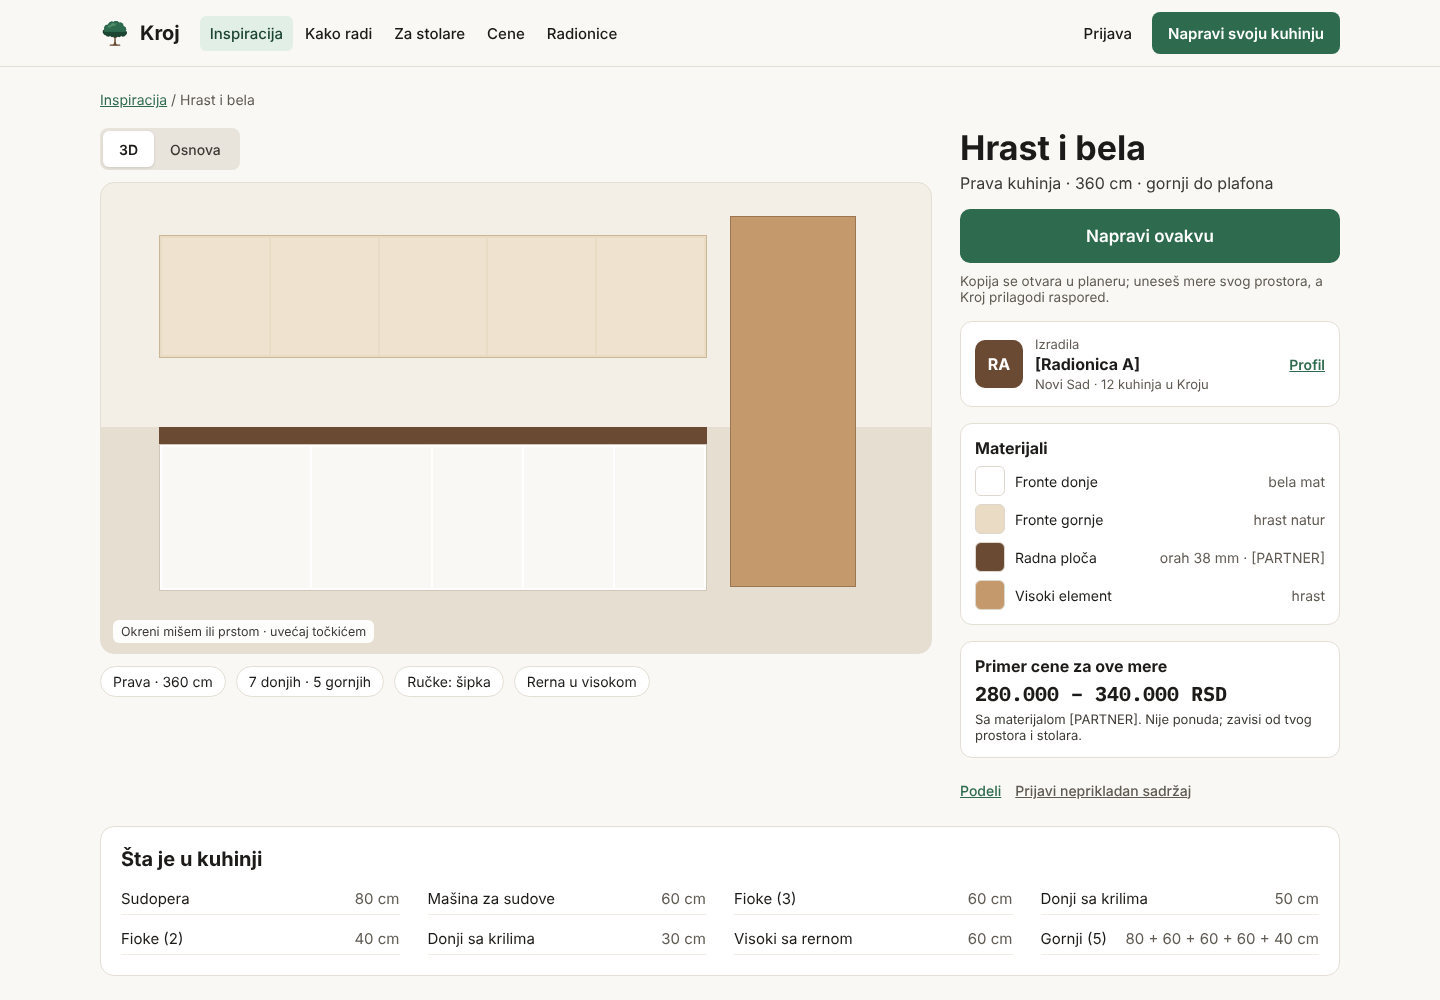 Kroj
Inspiracija
Kako radi
Za stolare
Cene
Radionice
Prijava
Napravi svoju kuhinju
Inspiracija / Hrast i bela
3D
Osnova
Okreni mišem ili prstom · uvećaj točkićem
Prava · 360 cm
7 donjih · 5 gornjih
Ručke: šipka
Rerna u visokom
Hrast i bela
Prava kuhinja · 360 cm · gornji do plafona
Napravi ovakvu
Kopija se otvara u planeru; uneseš mere svog prostora, a
Kroj prilagodi raspored.
RA
Izradila
[Radionica A]
Novi Sad · 12 kuhinja u Kroju
Profil
Materijali
Fronte donje bela mat
Fronte gornje hrast natur
Radna ploča orah 38 mm · [PARTNER]
Visoki element hrast
Primer cene za ove mere
280.000 – 340.000 RSD
Sa materijalom [PARTNER]. Nije ponuda; zavisi od tvog
prostora i stolara.
Podeli
Prijavi neprikladan sadržaj
Šta je u kuhinji
Sudopera 80 cm
Mašina za sudove 60 cm
Fioke (3) 60 cm
Donji sa krilima 50 cm
Fioke (2) 40 cm
Donji sa krilima 30 cm
Visoki sa rernom 60 cm
Gornji (5) 80 + 60 + 60 + 60 + 40 cm